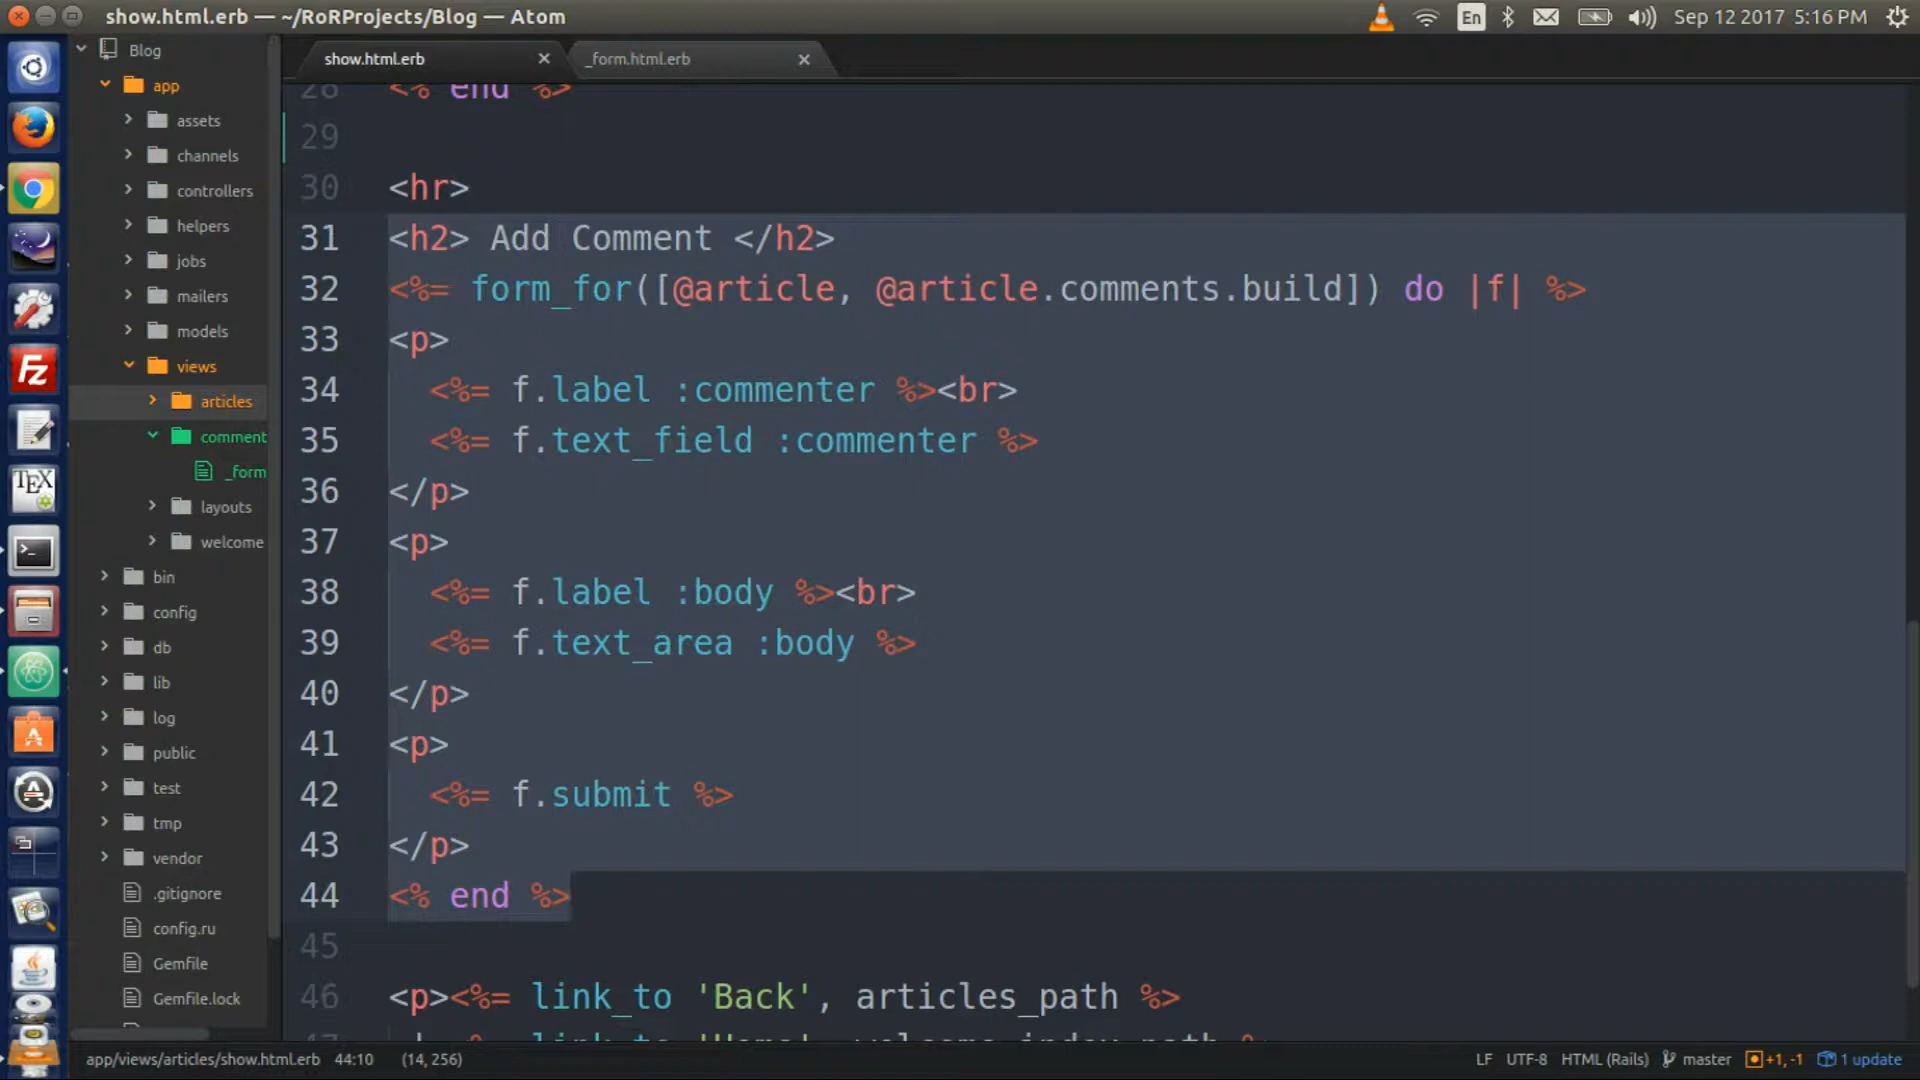 show.html.erb — ~/RoRProjects/Blog — Atom
En
Sep 12 2017 5:16 PM
Blog
app
assets
channels
controllers
helpers
jobs
mailers
models
views
articles
comment
_form
layouts
welcome
bin
config
db
lib
log
public
test
tmp
vendor
.gitignore
config.ru
Gemfile
Gemfile.lock
show.html.erb
_form.html.erb
28 <% end %>
29
30 <hr>
31 <h2> Add Comment </h2>
32 <%= form_for([@article, @article.comments.build]) do |f| %>
33 <p>
34 <%= f.label :commenter %><br>
35 <%= f.text_field :commenter %>
36 </p>
37 <p>
38 <%= f.label :body %><br>
39 <%= f.text_area :body %>
40 </p>
41 <p>
42 <%= f.submit %>
43 </p>
44 <% end %>
45
46 <p><%= link_to 'Back', articles_path %>
app/views/articles/show.html.erb 44:10 (14, 256)
LF UTF-8 HTML (Rails) master +1, -1 1 update
Fz
TEX